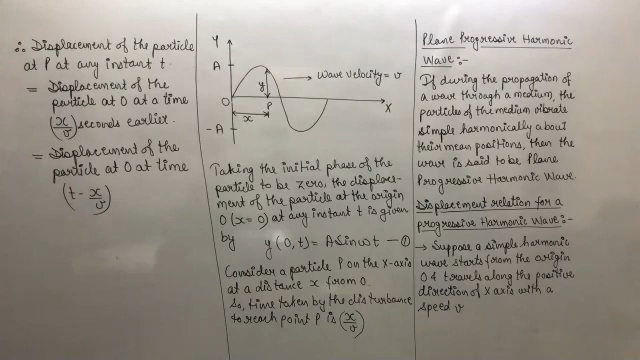 Plane Progressive Harmonic
Wave:-
If during the propagation of
a wave through a medium, the
particles of the medium vibrate
simple harmonically about
their mean positions, then the
wave is said to be Plane
Progressive Harmonic Wave.
Displacement relation for a
progressive Harmonic Wave:-
→ Suppose a simple harmonic
wave starts from the origin
O & travels along the positive
direction of X axis with a
speed v
Y
A
y
→ Wave velocity = v
O
P
X
x
-A
Taking the initial phase of the
particle to be zero, the displace-
ment of the particle at the origin
O (x=0) at any instant t is given
by y(0,t) = A sin ωt — ①
Consider a particle P on the X-axis
at a distance x from O.
So, time taken by the disturbance
to reach point P is (x/v)
∴ Displacement of the particle
at P at any instant t.
= Displacement of the
particle at O at a time
(x/v) seconds earlier.
= Displacement of the
particle at O at time
(t - x/v)